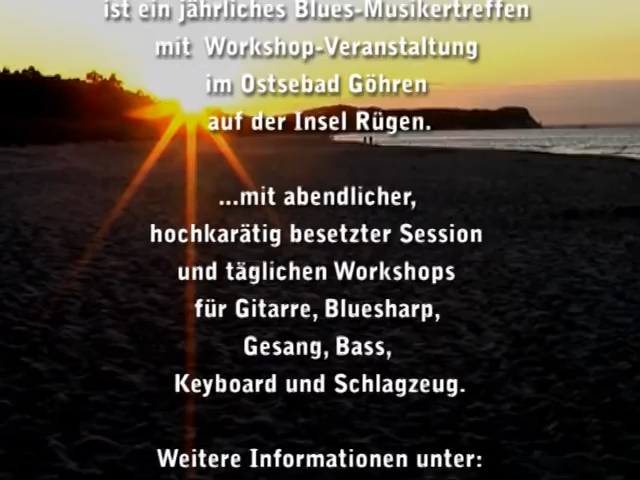 ist ein jährliches Blues-Musikertreffen
mit Workshop-Veranstaltung
im Ostsebad Göhren
auf der Insel Rügen.
...mit abendlicher,
hochkarätig besetzter Session
und täglichen Workshops
für Gitarre, Bluesharp,
Gesang, Bass,
Keyboard und Schlagzeug.
Weitere Informationen unter: